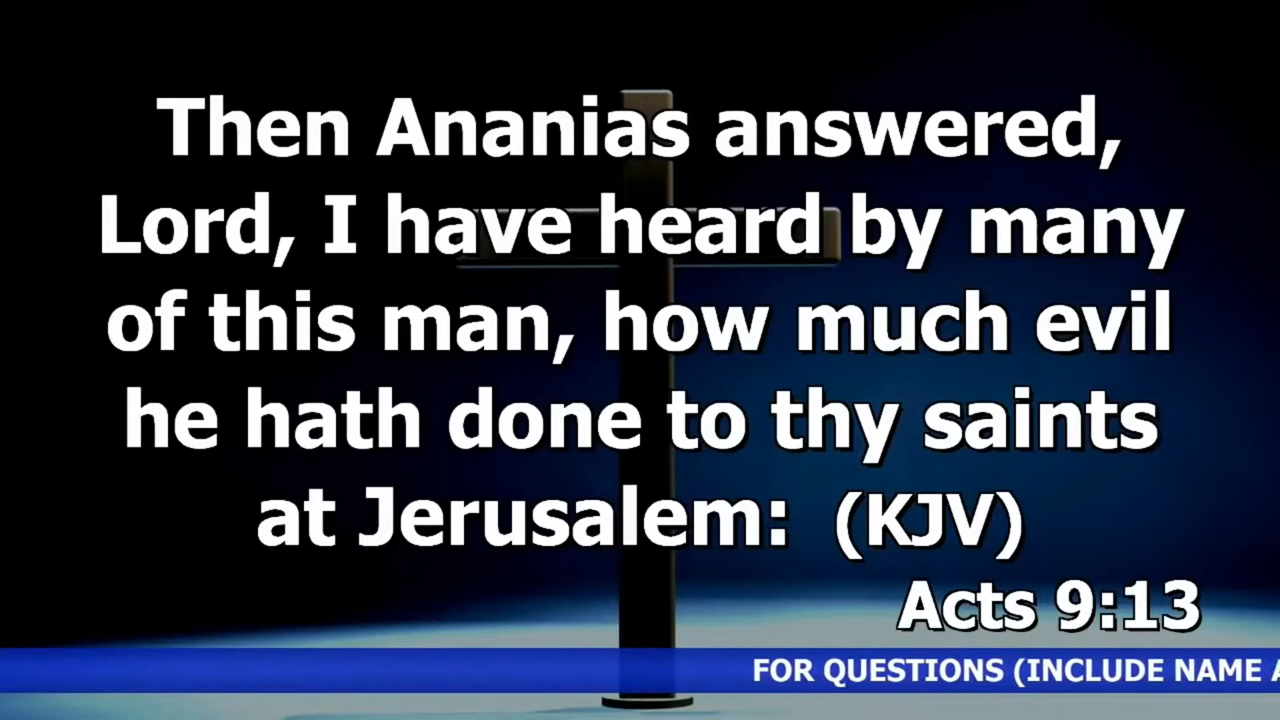 Then Ananias answered,
Lord, I have heard by many
of this man, how much evil
he hath done to thy saints
at Jerusalem: (KJV)
Acts 9:13
FOR QUESTIONS (INCLUDE NAME